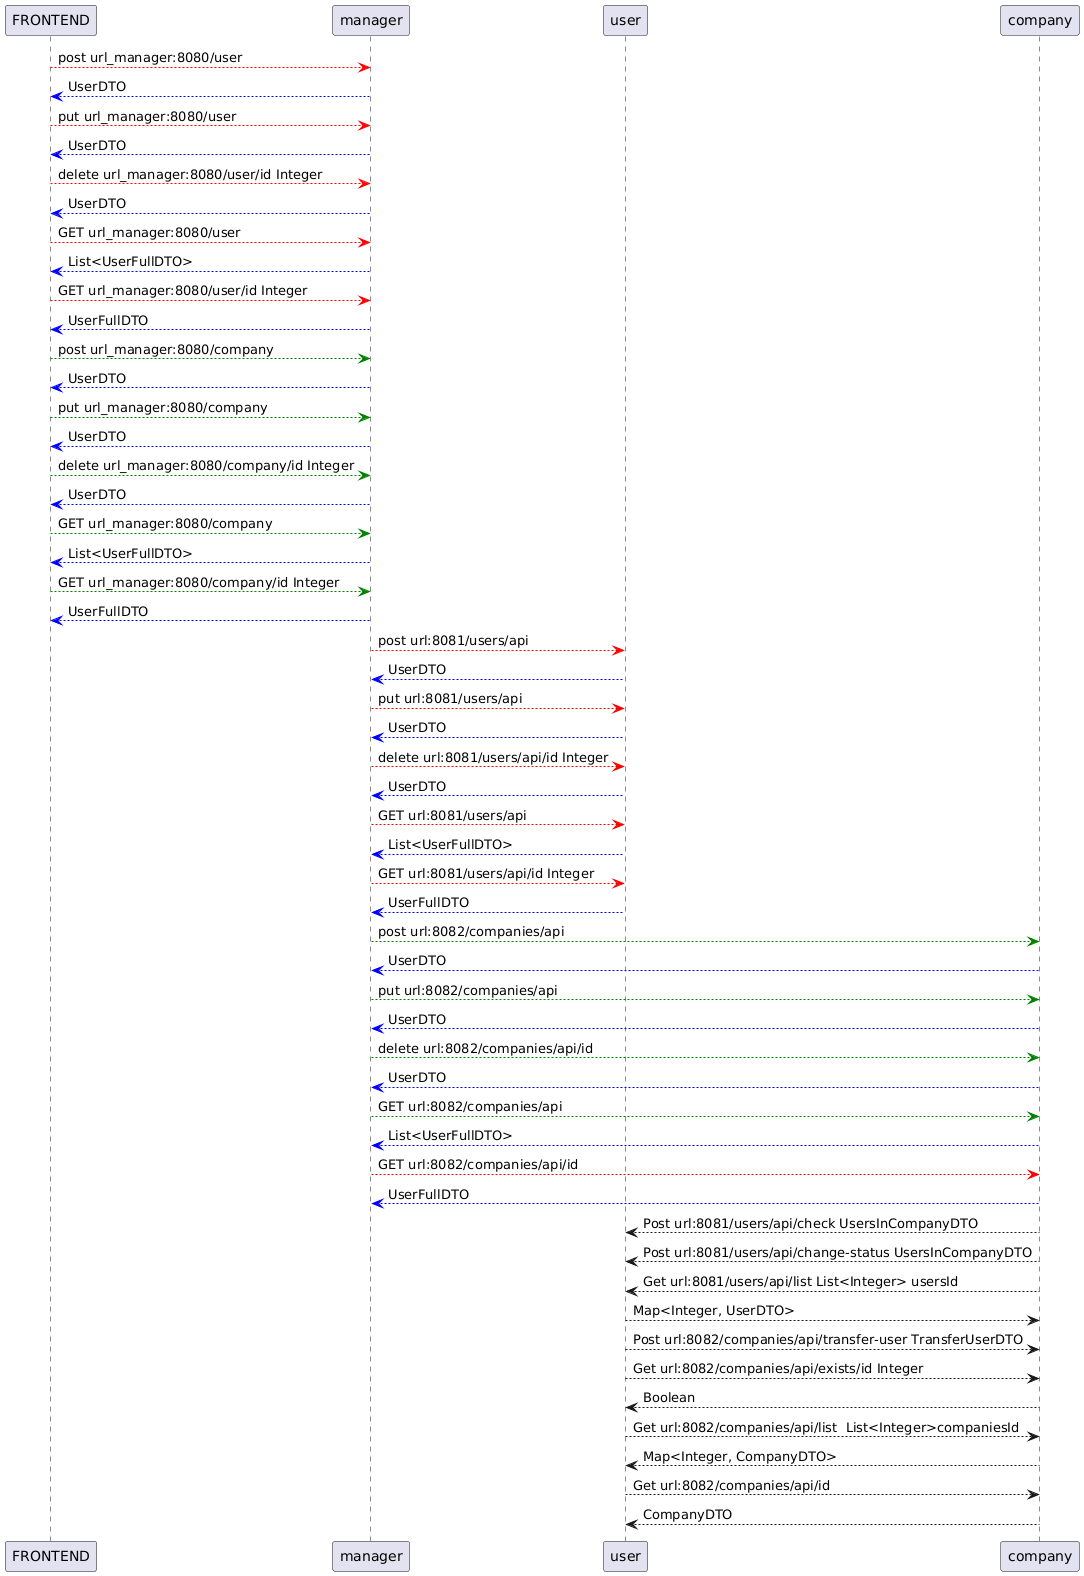 FRONTEND manager user company
post url_manager:8080/user
UserDTO
put url_manager:8080/user
UserDTO
delete url_manager:8080/user/id Integer
UserDTO
GET url_manager:8080/user
List<UserFullDTO>
GET url_manager:8080/user/id Integer
UserFullDTO
post url_manager:8080/company
UserDTO
put url_manager:8080/company
UserDTO
delete url_manager:8080/company/id Integer
UserDTO
GET url_manager:8080/company
List<UserFullDTO>
GET url_manager:8080/company/id Integer
UserFullDTO
post url:8081/users/api
UserDTO
put url:8081/users/api
UserDTO
delete url:8081/users/api/id Integer
UserDTO
GET url:8081/users/api
List<UserFullDTO>
GET url:8081/users/api/id Integer
UserFullDTO
post url:8082/companies/api
UserDTO
put url:8082/companies/api
UserDTO
delete url:8082/companies/api/id
UserDTO
GET url:8082/companies/api
List<UserFullDTO>
GET url:8082/companies/api/id
UserFullDTO
Post url:8081/users/api/check UsersInCompanyDTO
Post url:8081/users/api/change-status UsersInCompanyDTO
Get url:8081/users/api/list List<Integer> usersId
Map<Integer, UserDTO>
Post url:8082/companies/api/transfer-user TransferUserDTO
Get url:8082/companies/api/exists/id Integer
Boolean
Get url:8082/companies/api/list  List<Integer>companiesId
Map<Integer, CompanyDTO>
Get url:8082/companies/api/id
CompanyDTO
FRONTEND manager user company